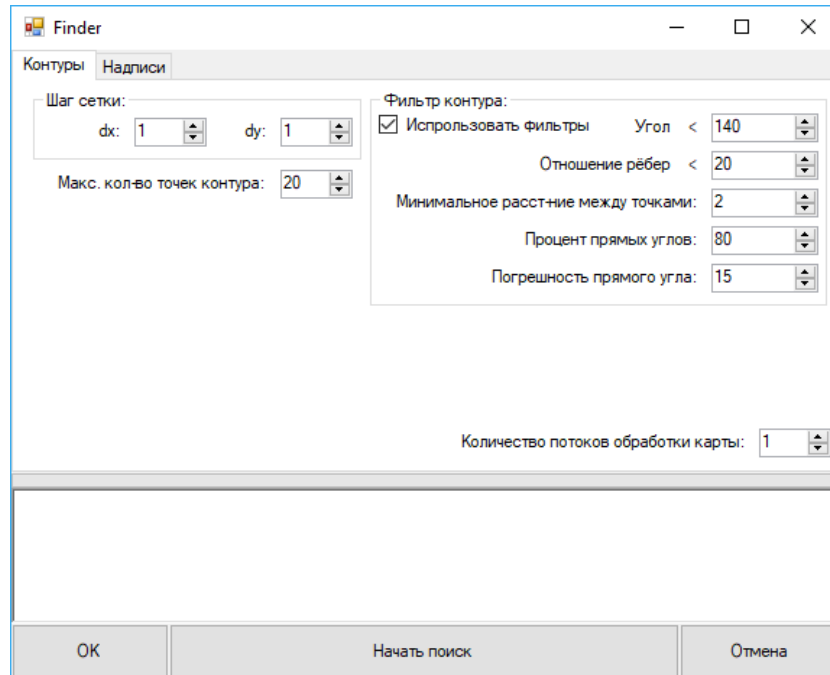 Finder
Контуры Надписи
Шаг сетки:
dx: 1 dy: 1
Макс. кол-во точек контура: 20
Фильтр контура:
Испрользовать фильтры Угол < 140
Отношение рёбер < 20
Минимальное расст-ние между точками: 2
Процент прямых углов: 80
Погрешность прямого угла: 15
Количество потоков обработки карты: 1
OK Начать поиск Отмена